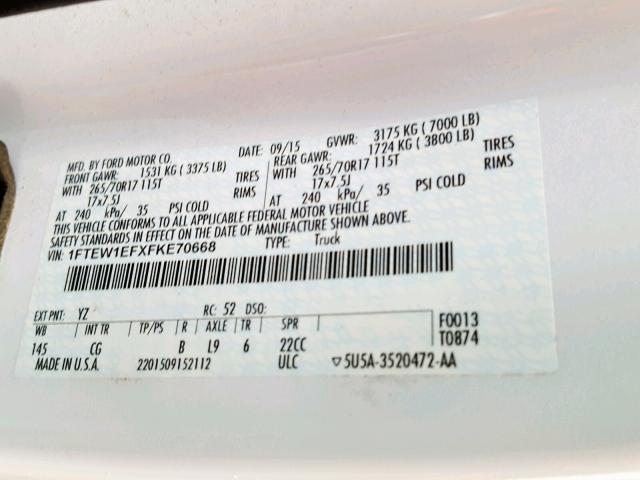 MFD. BY FORD MOTOR CO.
DATE: 09/15 GVWR: 3175 KG ( 7000 LB)
FRONT GAWR: 1531 KG ( 3375 LB) REAR GAWR: 1724 KG ( 3800 LB)
WITH 265/70R17 115T TIRES WITH 265/70R17 115T TIRES
17x7.5J RIMS 17x7.5J RIMS
AT 240 kPa/ 35 PSI COLD AT 240 kPa/ 35 PSI COLD
THIS VEHICLE CONFORMS TO ALL APPLICABLE FEDERAL MOTOR VEHICLE
SAFETY STANDARDS IN EFFECT ON THE DATE OF MANUFACTURE SHOWN ABOVE.
VIN: 1FTEW1EFXFKE70668 TYPE: Truck
EXT PNT: YZ RC: 52 DSO: F0013
WB INT TR TP/PS R AXLE TR SPR T0874
145 CG B L9 6 22CC
MADE IN U.S.A. 2201509152112 ULC ▽5U5A-3520472-AA